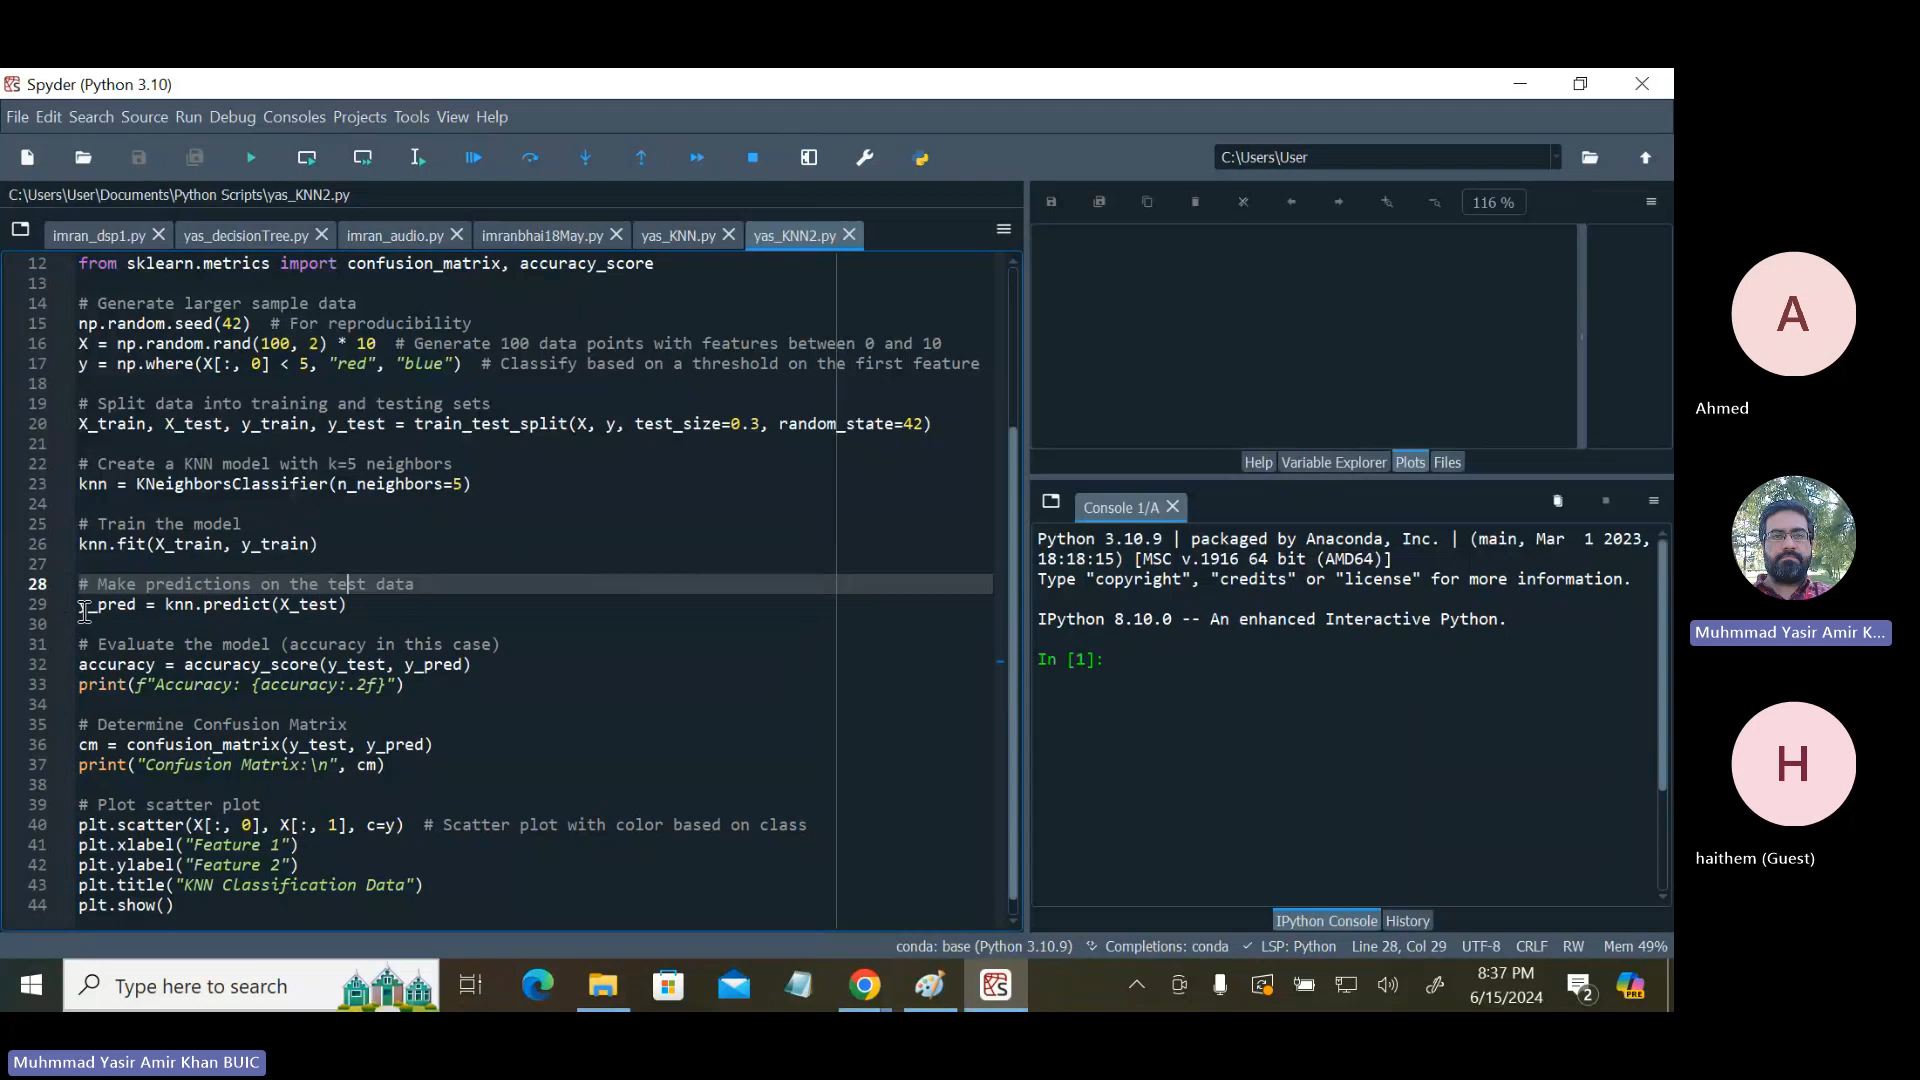 Spyder (Python 3.10)
File Edit Search Source Run Debug Consoles Projects Tools View Help
C:\Users\User
C:\Users\User\Documents\Python Scripts\yas_KNN2.py
116 %
imran_dsp1.py yas_decisionTree.py imran_audio.py imranbhai18May.py yas_KNN.py yas_KNN2.py
12 from sklearn.metrics import confusion_matrix, accuracy_score
13
14 # Generate larger sample data
15 np.random.seed(42)  # For reproducibility
16 X = np.random.rand(100, 2) * 10  # Generate 100 data points with features between 0 and 10
17 y = np.where(X[:, 0] < 5, "red", "blue")  # Classify based on a threshold on the first feature
18
19 # Split data into training and testing sets
20 X_train, X_test, y_train, y_test = train_test_split(X, y, test_size=0.3, random_state=42)
21
22 # Create a KNN model with k=5 neighbors
23 knn = KNeighborsClassifier(n_neighbors=5)
24
25 # Train the model
26 knn.fit(X_train, y_train)
27
28 # Make predictions on the test data
29 y_pred = knn.predict(X_test)
30
31 # Evaluate the model (accuracy in this case)
32 accuracy = accuracy_score(y_test, y_pred)
33 print(f"Accuracy: {accuracy:.2f}")
34
35 # Determine Confusion Matrix
36 cm = confusion_matrix(y_test, y_pred)
37 print("Confusion Matrix:\n", cm)
38
39 # Plot scatter plot
40 plt.scatter(X[:, 0], X[:, 1], c=y)  # Scatter plot with color based on class
41 plt.xlabel("Feature 1")
42 plt.ylabel("Feature 2")
43 plt.title("KNN Classification Data")
44 plt.show()
Help Variable Explorer Plots Files
Console 1/A
Python 3.10.9 | packaged by Anaconda, Inc. | (main, Mar  1 2023,
18:18:15) [MSC v.1916 64 bit (AMD64)]
Type "copyright", "credits" or "license" for more information.
IPython 8.10.0 -- An enhanced Interactive Python.
In [1]:
IPython Console History
conda: base (Python 3.10.9) Completions: conda LSP: Python Line 28, Col 29 UTF-8 CRLF RW Mem 49%
Type here to search
8:37 PM
6/15/2024
2
PRE
A
Ahmed
Muhmmad Yasir Amir K...
H
haithem (Guest)
Muhmmad Yasir Amir Khan BUIC